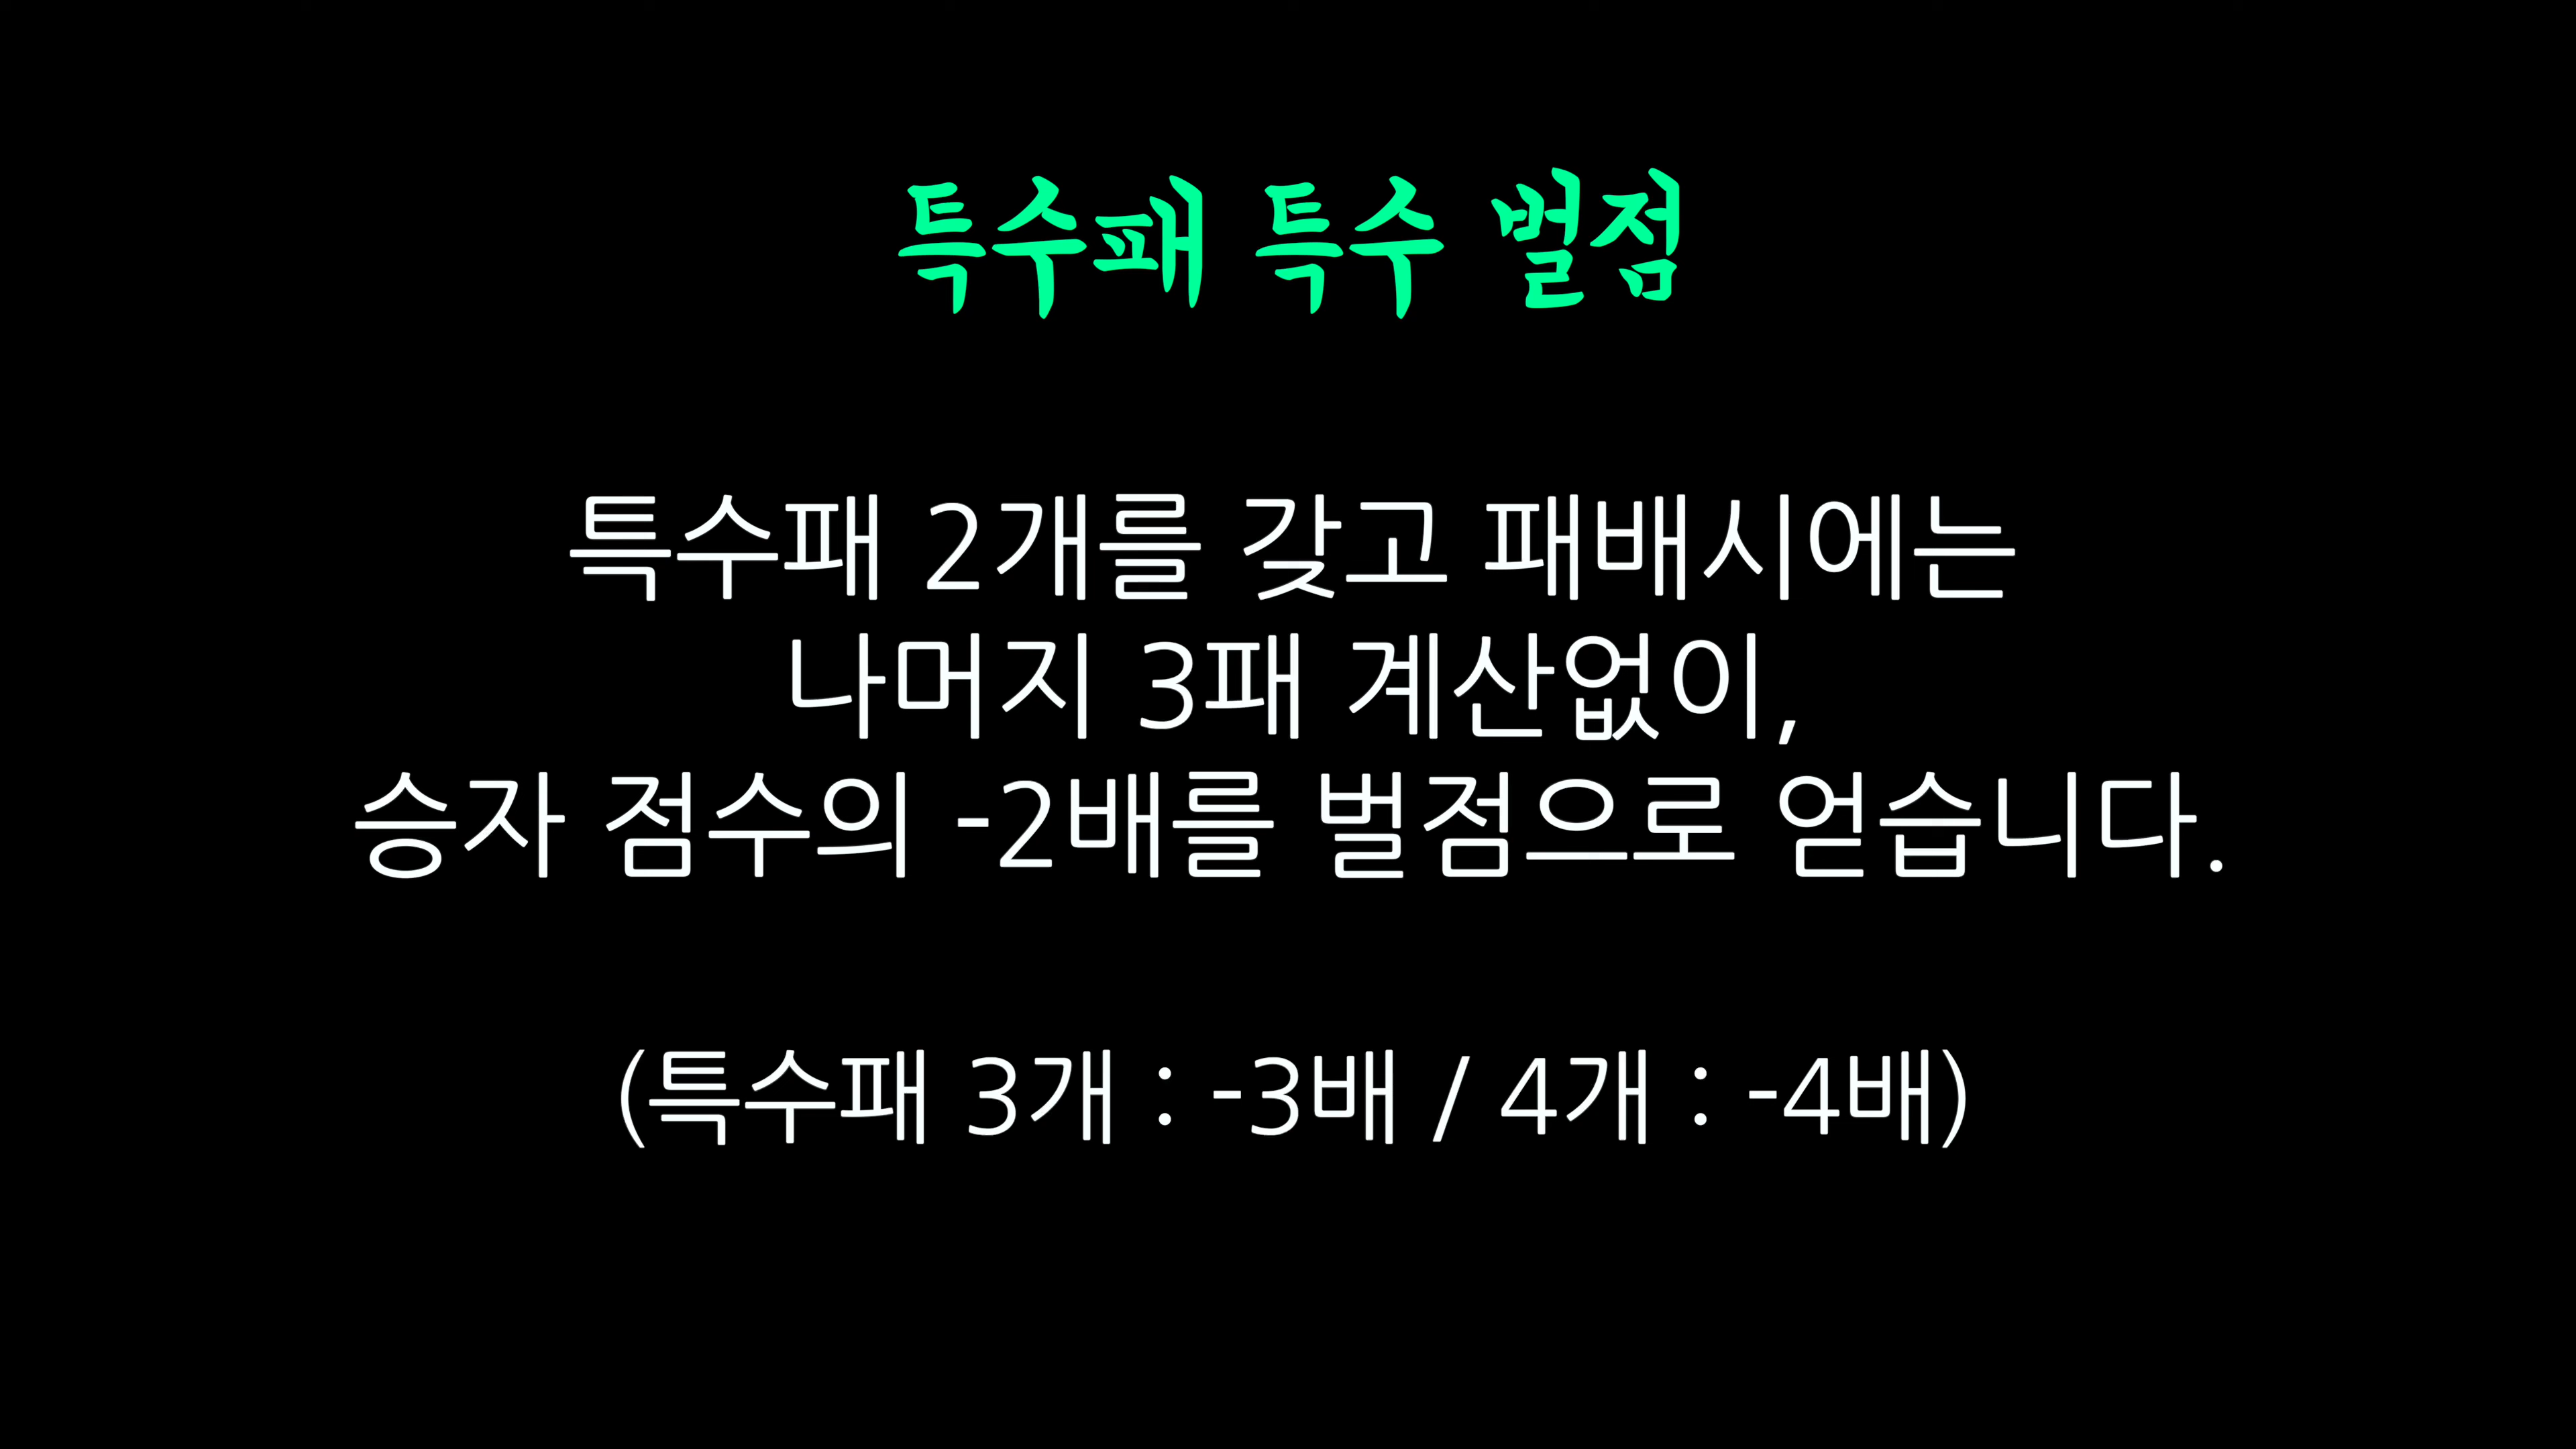 특수패 특수 벌점
특수패 2개를 갖고 패배시에는
나머지 3패 계산없이,
승자 점수의 -2배를 벌점으로 얻습니다.
(특수패 3개 : -3배 / 4개 : -4배)